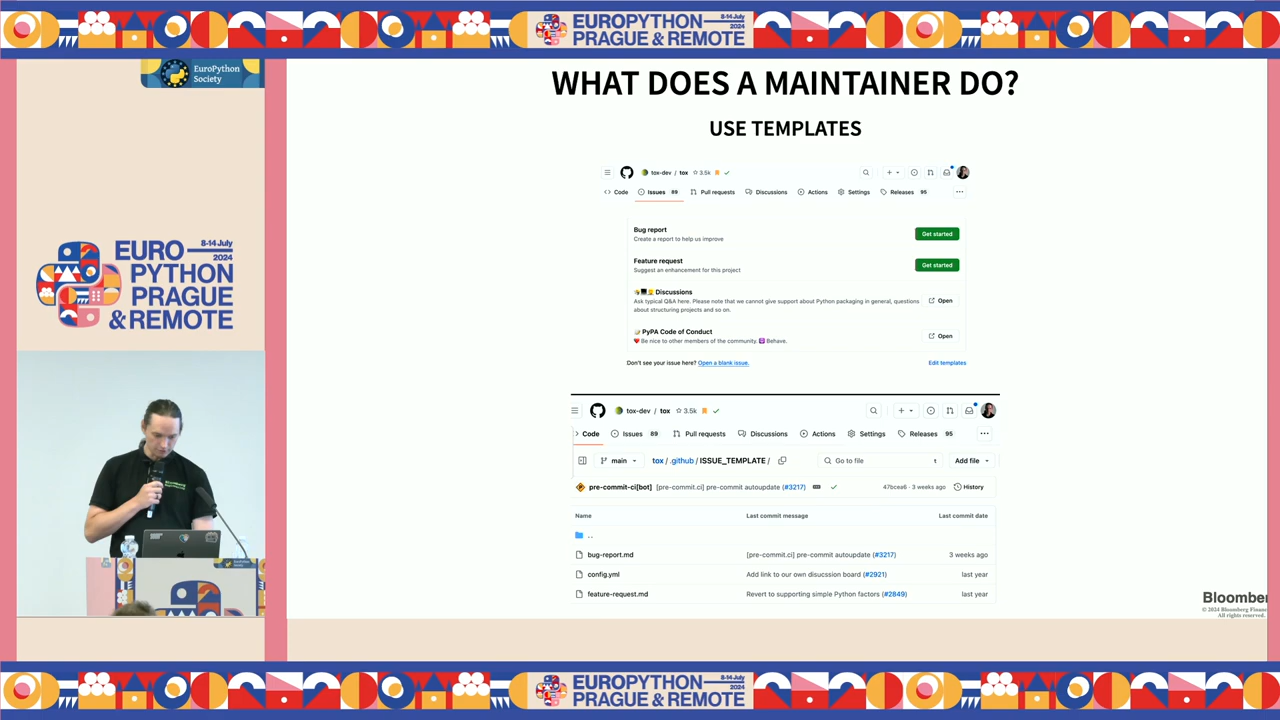 EUROPYTHON
8-14 July
2024
PRAGUE & REMOTE
EuroPython
Society
WHAT DOES A MAINTAINER DO?
USE TEMPLATES
tox-dev / tox 3.5k
Code Issues 89 Pull requests Discussions Actions Settings Releases 95
Bug report
Create a report to help us improve
Get started
Feature request
Suggest an enhancement for this project
Get started
Discussions
Ask typical Q&A here. Please note that we cannot give support about Python packaging in general, questions
about structuring projects and so on.
Open
PyPA Code of Conduct
Be nice to other members of the community. Behave.
Open
Don't see your issue here? Open a blank issue.
Edit templates
EURO
8-14 July
2024
PYTHON
PRAGUE
& REMOTE
tox-dev / tox 3.5k
Code Issues 89 Pull requests Discussions Actions Settings Releases 95
main tox / .github / ISSUE_TEMPLATE / Go to file t Add file
pre-commit-ci[bot] [pre-commit.ci] pre-commit autoupdate (#3217) 47bcea6 · 3 weeks ago History
Name Last commit message Last commit date
..
bug-report.md [pre-commit.ci] pre-commit autoupdate (#3217) 3 weeks ago
config.yml Add link to our own disucssion board (#2921) last year
feature-request.md Revert to supporting simple Python factors (#2849) last year
Bloomber
© 2024 Bloomberg Financ
All rights reserved.
EUROPYTHON
8-14 July
2024
PRAGUE & REMOTE